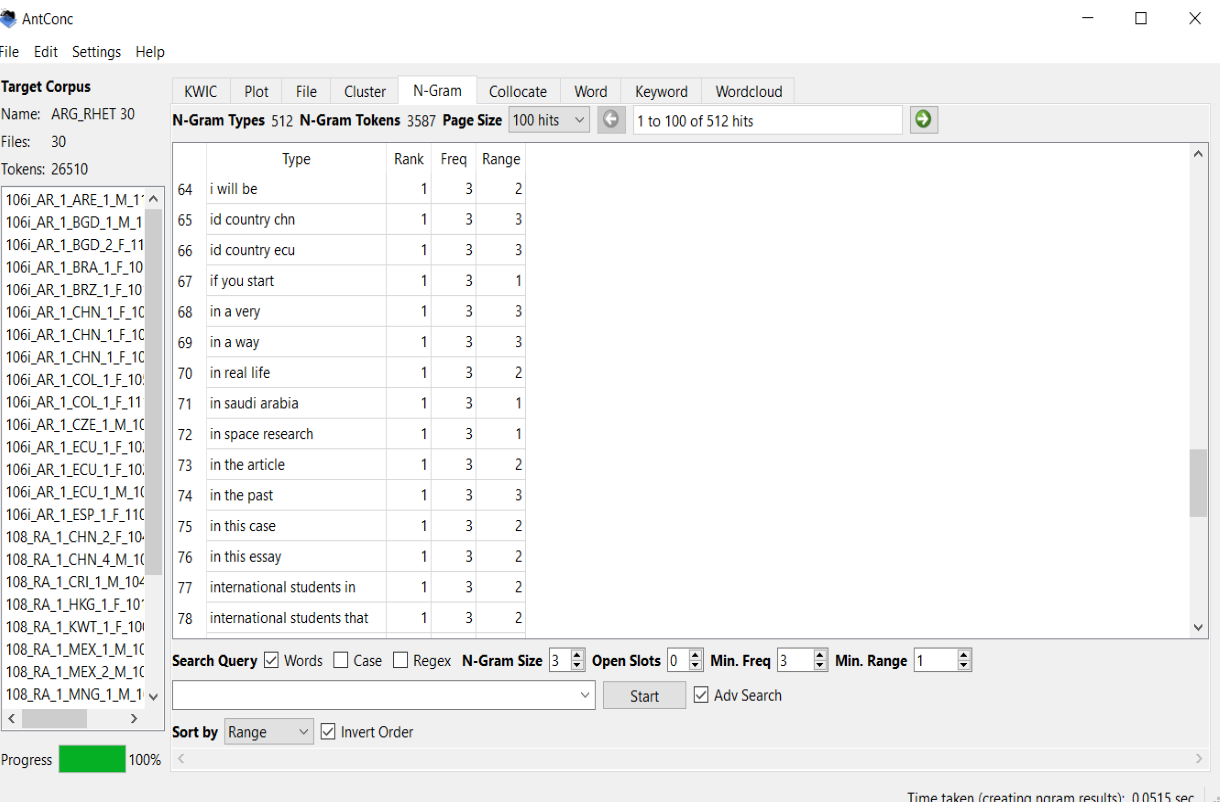 AntConc
File Edit Settings Help
Target Corpus
Name: ARG_RHET 30
Files: 30
Tokens: 26510
106i_AR_1_ARE_1_M_1
106i_AR_1_BGD_1_M_1
106i_AR_1_BGD_2_F_11
106i_AR_1_BRA_1_F_10
106i_AR_1_BRZ_1_F_10
106i_AR_1_CHN_1_F_10
106i_AR_1_CHN_1_F_10
106i_AR_1_CHN_1_F_10
106i_AR_1_COL_1_F_10
106i_AR_1_COL_1_F_11
106i_AR_1_CZE_1_M_10
106i_AR_1_ECU_1_F_10
106i_AR_1_ECU_1_F_10
106i_AR_1_ECU_1_M_10
106i_AR_1_ESP_1_F_110
108_RA_1_CHN_2_F_10
108_RA_1_CHN_4_M_10
108_RA_1_CRI_1_M_104
108_RA_1_HKG_1_F_10
108_RA_1_KWT_1_F_10
108_RA_1_MEX_1_M_10
108_RA_1_MEX_2_M_10
108_RA_1_MNG_1_M_1
Progress 100%
KWIC Plot File Cluster N-Gram Collocate Word Keyword Wordcloud
N-Gram Types 512 N-Gram Tokens 3587 Page Size 100 hits 1 to 100 of 512 hits
Type Rank Freq Range
64 i will be 1 3 2
65 id country chn 1 3 3
66 id country ecu 1 3 3
67 if you start 1 3 1
68 in a very 1 3 3
69 in a way 1 3 3
70 in real life 1 3 2
71 in saudi arabia 1 3 1
72 in space research 1 3 1
73 in the article 1 3 2
74 in the past 1 3 3
75 in this case 1 3 2
76 in this essay 1 3 2
77 international students in 1 3 2
78 international students that 1 3 2
Search Query Words Case Regex N-Gram Size 3 Open Slots 0 Min. Freq 3 Min. Range 1
Start Adv Search
Sort by Range Invert Order
Time taken (creating ngram results): 0.0515 sec